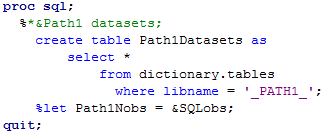 proc sql;
%*&Path1 datasets;
create table Path1Datasets as
select *
from dictionary.tables
where libname = '_PATH1_';
%let Path1Nobs = &SQLobs;
quit;